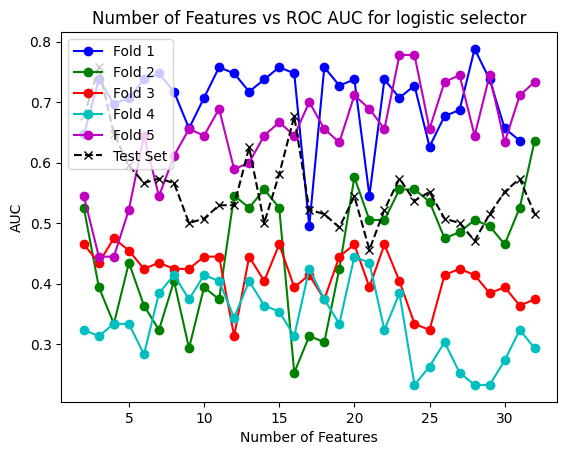 Number of Features vs ROC AUC for logistic selector
Fold 1
Fold 2
Fold 3
Fold 4
Fold 5
Test Set
AUC
0.8
0.7
0.6
0.5
0.4
0.3
5
10
15
20
25
30
Number of Features